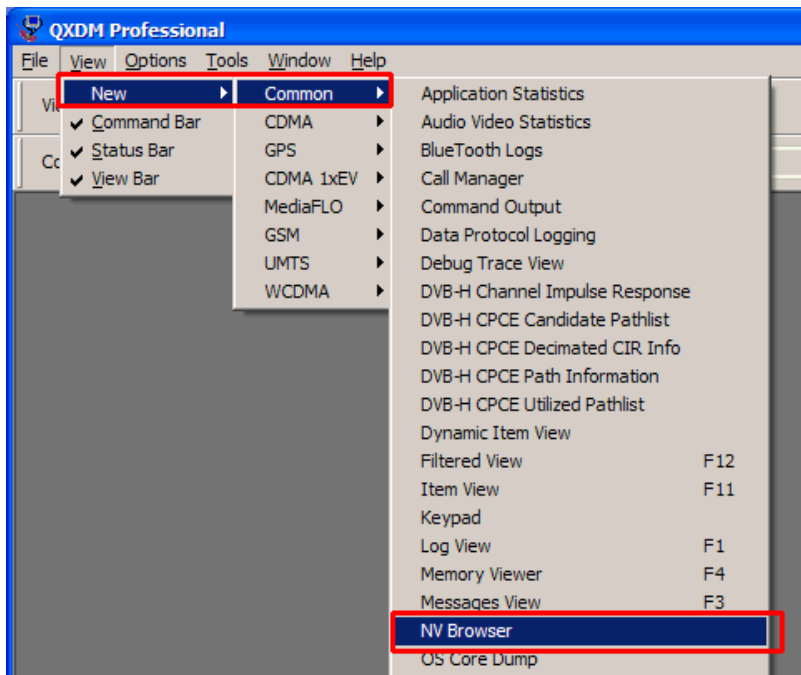 QXDM Professional
File View Options Tools Window Help
New
Command Bar
Status Bar
View Bar
Common
CDMA
GPS
CDMA 1xEV
MediaFLO
GSM
UMTS
WCDMA
Application Statistics
Audio Video Statistics
BlueTooth Logs
Call Manager
Command Output
Data Protocol Logging
Debug Trace View
DVB-H Channel Impulse Response
DVB-H CPCE Candidate Pathlist
DVB-H CPCE Decimated CIR Info
DVB-H CPCE Path Information
DVB-H CPCE Utilized Pathlist
Dynamic Item View
Filtered View F12
Item View F11
Keypad
Log View F1
Memory Viewer F4
Messages View F3
NV Browser
OS Core Dump